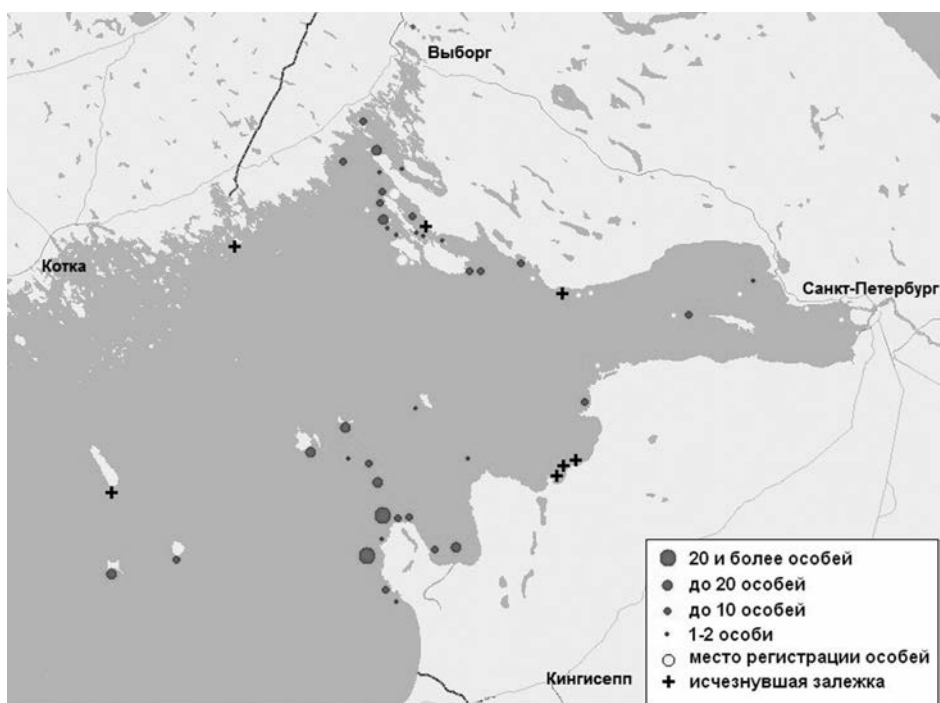 Выборг
Котка
Санкт-Петербург
Кингисепп
20 и более особей
до 20 особей
до 10 особей
1-2 особи
место регистрации особей
исчезнувшая залежка